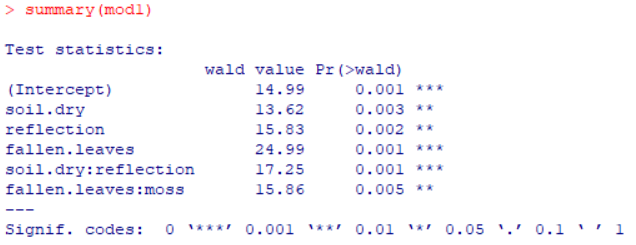 > summary(mod1)
Test statistics:
wald value Pr(>wald)
(Intercept) 14.99 0.001 ***
soil.dry 13.62 0.003 **
reflection 15.83 0.002 **
fallen.leaves 24.99 0.001 ***
soil.dry:reflection 17.25 0.001 ***
fallen.leaves:moss 15.86 0.005 **
---
Signif. codes: 0 ‘***’ 0.001 ‘**’ 0.01 ‘*’ 0.05 ‘.’ 0.1 ‘ ’ 1